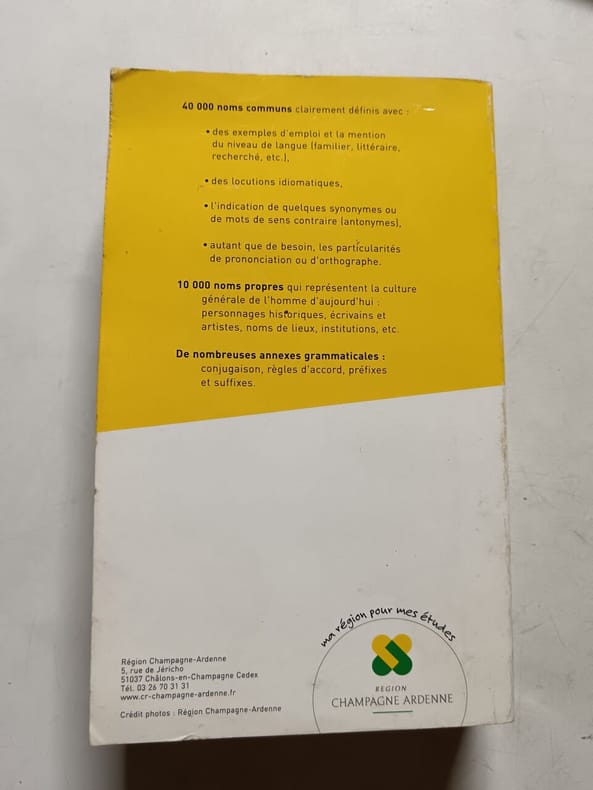 40 000 noms communs clairement définis avec :
• des exemples d'emploi et la mention
du niveau de langue (familier, littéraire,
recherché, etc.),
• des locutions idiomatiques,
• l'indication de quelques synonymes ou
de mots de sens contraire (antonymes),
• autant que de besoin, les particularités
de prononciation ou d'orthographe.
10 000 noms propres qui représentent la culture
générale de l'homme d'aujourd'hui :
personnages historiques, écrivains et
artistes, noms de lieux, institutions, etc.
De nombreuses annexes grammaticales :
conjugaison, règles d'accord, préfixes
et suffixes.
ma région pour mes études
RÉGION
CHAMPAGNE ARDENNE
Région Champagne-Ardenne
5, rue de Jéricho
51037 Châlons-en-Champagne Cedex
Tél. 03 26 70 31 31
www.cr-champagne-ardenne.fr
Crédit photos : Région Champagne-Ardenne